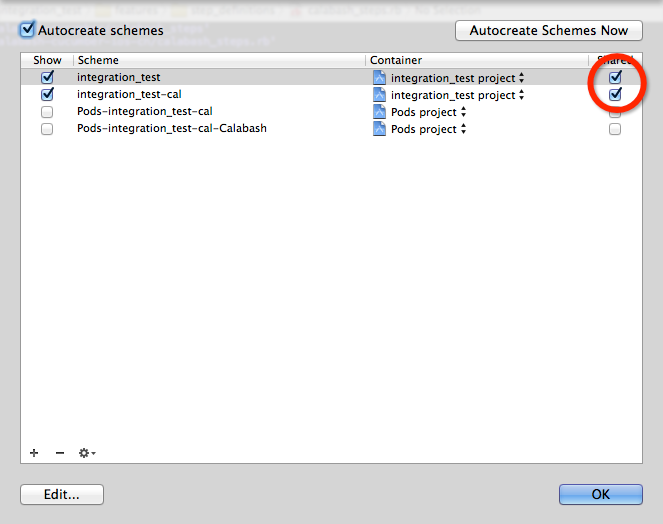 Autocreate schemes
Autocreate Schemes Now
Show Scheme Container Shared
integration_test integration_test project
integration_test-cal integration_test project
Pods-integration_test-cal Pods project
Pods-integration_test-cal-Calabash Pods project
Edit...
OK